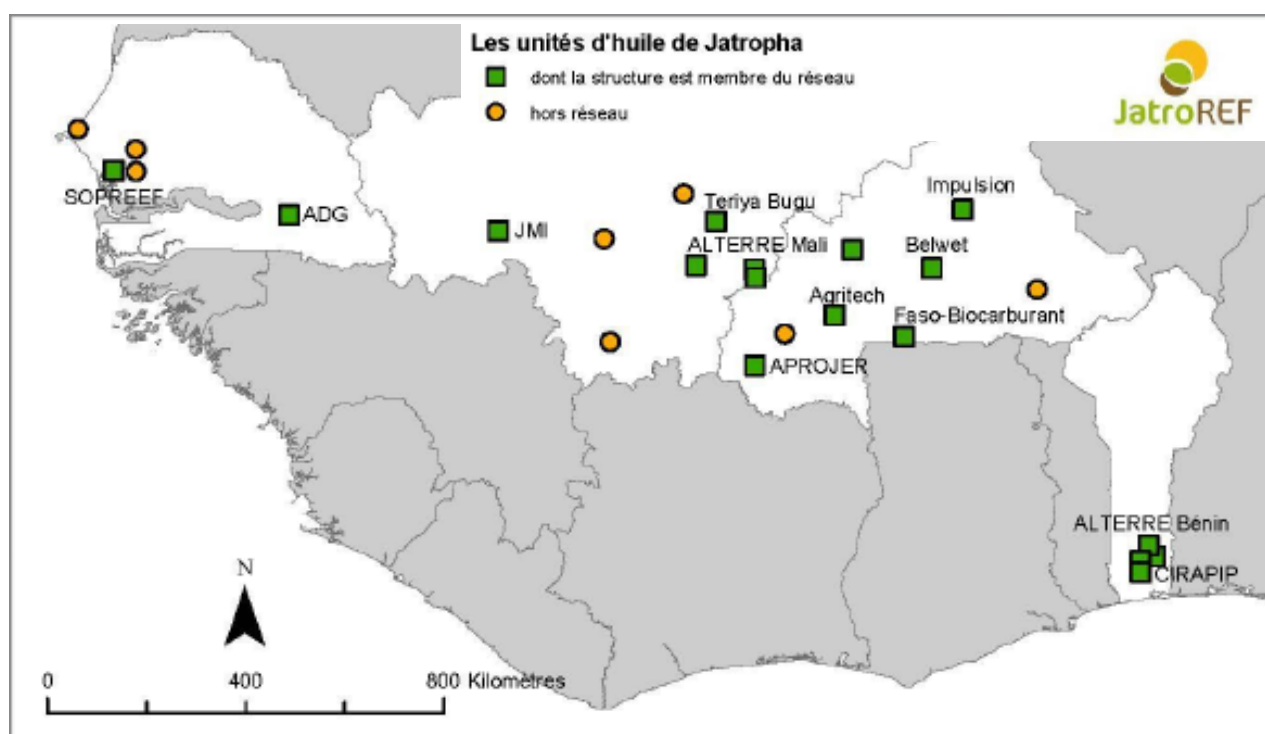 Les unités d'huile de Jatropha
dont la structure est membre du réseau
hors réseau
JatroREF
SOPREEF
ADG
JMI
Teriya Bugu
ALTERRE Mali
Impulsion
Belwet
Agritech
Faso-Biocarburant
APROJER
ALTERRE Bénin
CIRAPIP
N
0 400 800 Kilomètres